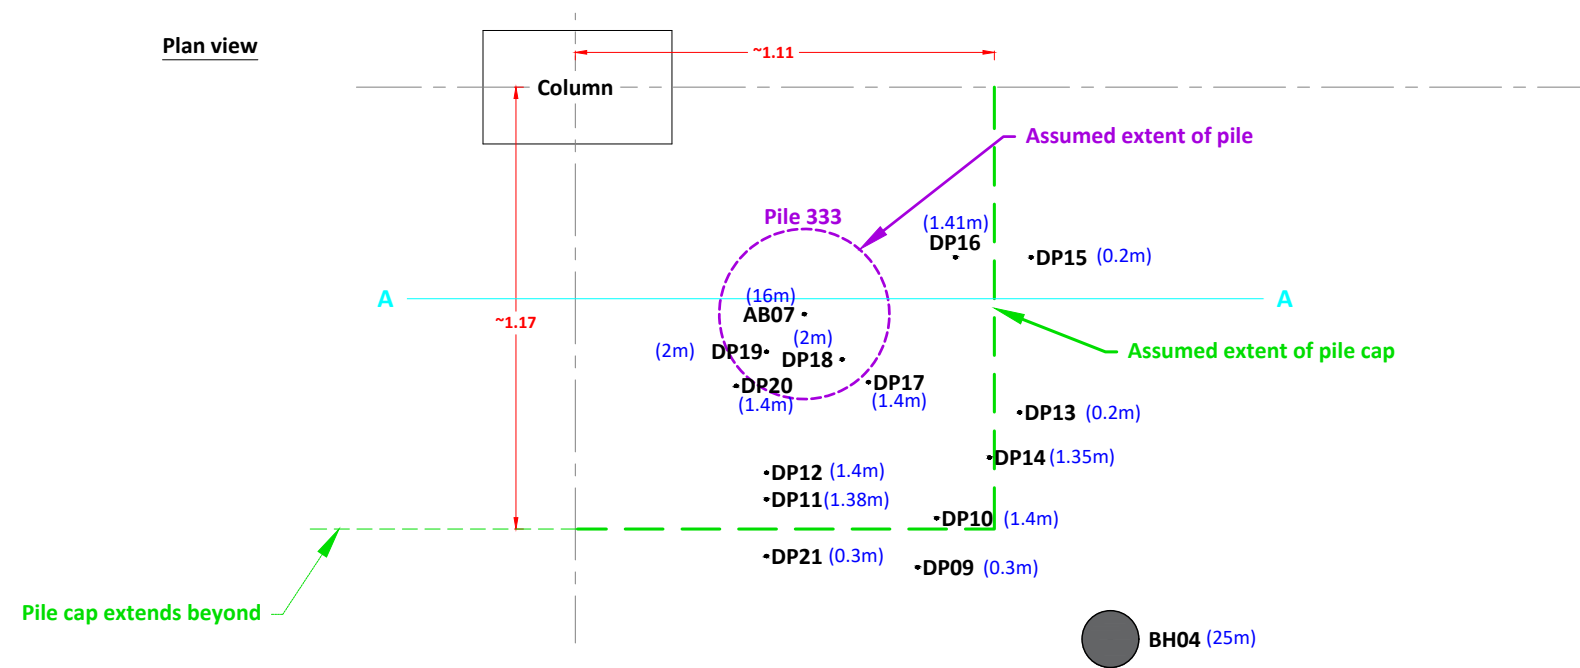 Plan view
~1.11
Column
Assumed extent of pile
Pile 333
(1.41m)
DP16
DP15 (0.2m)
A
A
(16m)
AB07
~1.17
(2m)
(2m)
DP19
DP18
Assumed extent of pile cap
DP20
(1.4m)
DP17
(1.4m)
DP13 (0.2m)
DP14 (1.35m)
DP12 (1.4m)
DP11 (1.38m)
DP10 (1.4m)
DP21 (0.3m)
DP09 (0.3m)
Pile cap extends beyond
BH04 (25m)